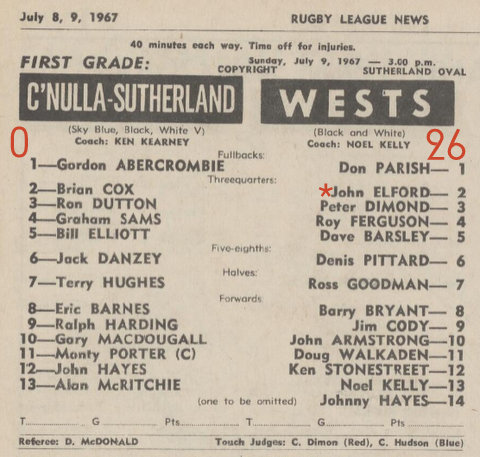 July 8, 9, 1967 RUGBY LEAGUE NEWS
40 minutes each way. Time off for injuries.
FIRST GRADE: Sunday, July 9, 1967 — 3.00 p.m.
COPYRIGHT SUTHERLAND OVAL
C'NULLA-SUTHERLAND WESTS
(Sky Blue, Black, White V) (Black and White)
0 Coach: KEN KEARNEY Coach: NOEL KELLY 26
Fullbacks:
1—Gordon ABERCROMBIE Don PARISH— 1
Threequarters:
2—Brian COX *John ELFORD— 2
3—Ron DUTTON Peter DIMOND— 3
4—Graham SAMS Roy FERGUSON— 4
5—Bill ELLIOTT Dave BARSLEY— 5
Five-eighths:
6—Jack DANZEY Denis PITTARD— 6
Halves:
7—Terry HUGHES Ross GOODMAN— 7
Forwards
8—Eric BARNES Barry BRYANT— 8
9—Ralph HARDING Jim CODY— 9
10—Gary MACDOUGALL John ARMSTRONG—10
11—Monty PORTER (C) Doug WALKADEN—11
12—John HAYES Ken STONESTREET—12
13—Alan McRITCHIE Noel KELLY—13
(one to be omitted) Johnny HAYES—14
T............ G ............ Pts............ T............ G ............ Pts............
Referee: D. McDONALD Touch Judges: C. Dimon (Red), C. Hudson (Blue)